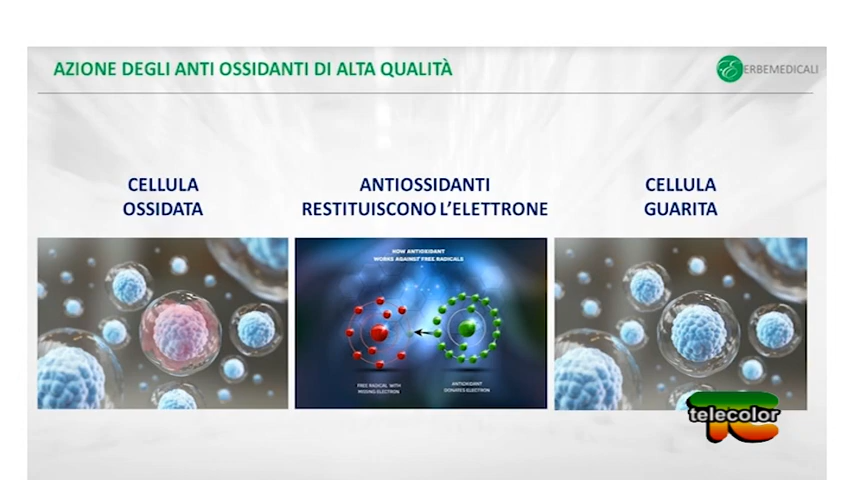 AZIONE DEGLI ANTI OSSIDANTI DI ALTA QUALITÀ
ERBEMEDICALI
CELLULA
OSSIDATA
ANTIOSSIDANTI
RESTITUISCONO L'ELETTRONE
CELLULA
GUARITA
HOW ANTIOXIDANT
WORKS AGAINST FREE RADICALS
FREE RADICAL WITH
MISSING ELECTRON
ANTIOXIDANT
DONATES ELECTRON
telecolor